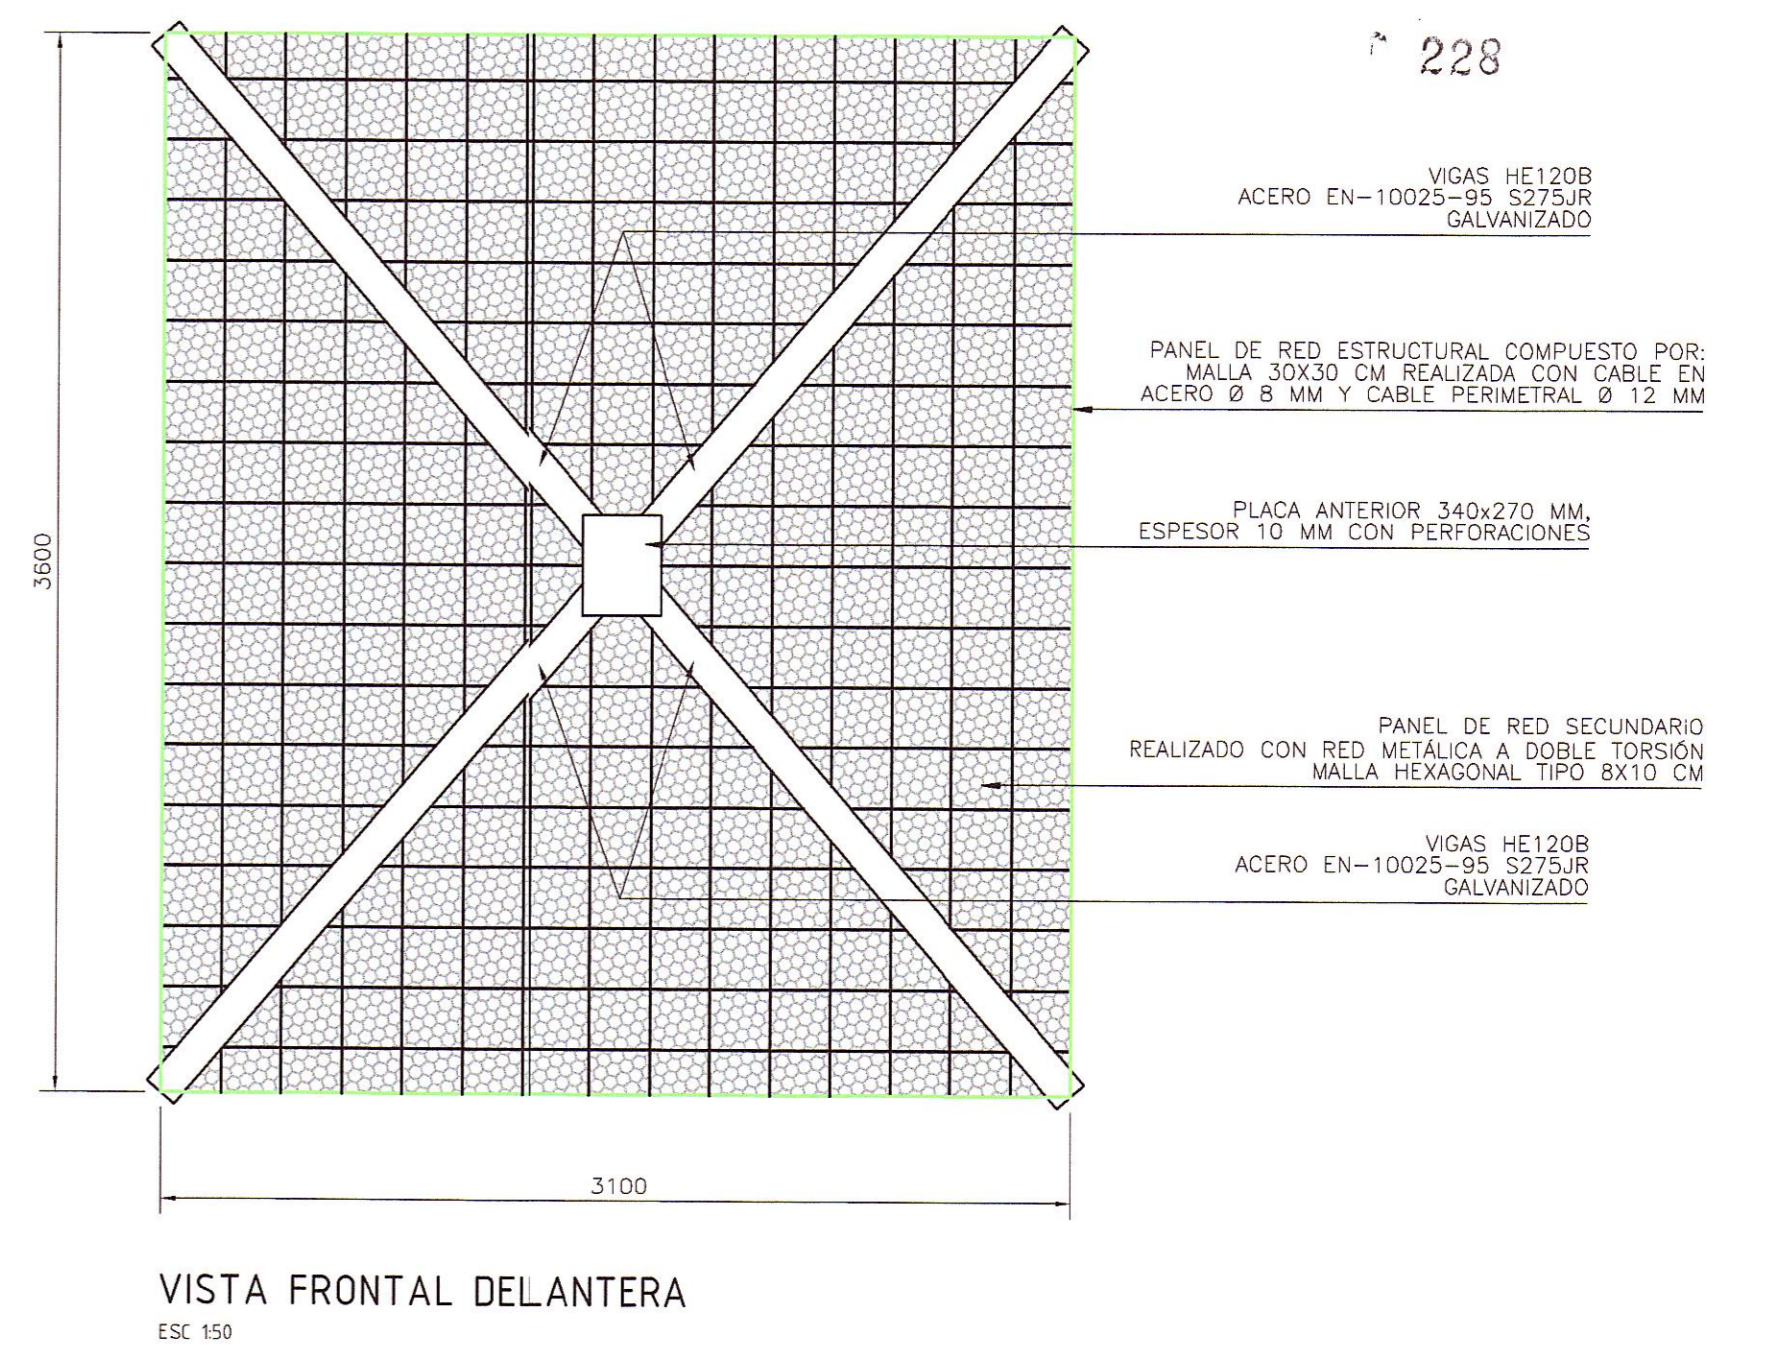 228
VIGAS HE120B
ACERO EN-10025-95 S275JR
GALVANIZADO
PANEL DE RED ESTRUCTURAL COMPUESTO POR:
MALLA 30X30 CM REALIZADA CON CABLE EN
ACERO Ø 8 MM Y CABLE PERIMETRAL Ø 12 MM
PLACA ANTERIOR 340x270 MM,
ESPESOR 10 MM CON PERFORACIONES
3600
PANEL DE RED SECUNDARIO
REALIZADO CON RED METÁLICA A DOBLE TORSIÓN
MALLA HEXAGONAL TIPO 8X10 CM
VIGAS HE120B
ACERO EN-10025-95 S275JR
GALVANIZADO
3100
VISTA FRONTAL DELANTERA
ESC 1:50